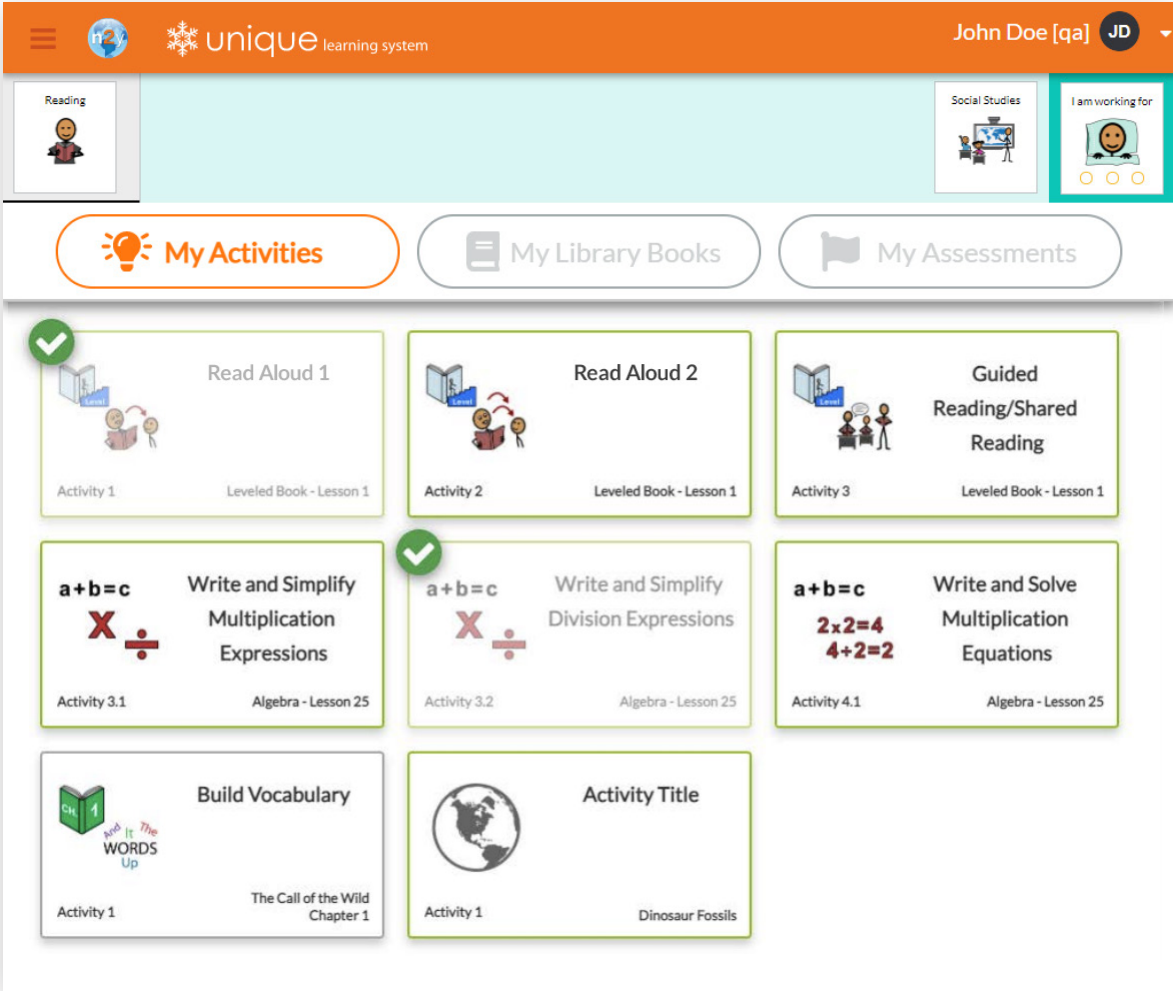 n2y unique learning system John Doe [qa] JD
Reading
Social Studies
I am working for
My Activities My Library Books My Assessments
Level
Read Aloud 1
Activity 1 Leveled Book - Lesson 1
Level
Read Aloud 2
Activity 2 Leveled Book - Lesson 1
Level
Guided
Reading/Shared
Reading
Activity 3 Leveled Book - Lesson 1
a+b=c
x ÷
Write and Simplify
Multiplication
Expressions
Activity 3.1 Algebra - Lesson 25
a+b=c
x ÷
Write and Simplify
Division Expressions
Activity 3.2 Algebra - Lesson 25
a+b=c
2x2=4
4÷2=2
Write and Solve
Multiplication
Equations
Activity 4.1 Algebra - Lesson 25
CH. 1
And It The
WORDS
Up
Build Vocabulary
The Call of the Wild
Activity 1 Chapter 1
Activity Title
Activity 1 Dinosaur Fossils